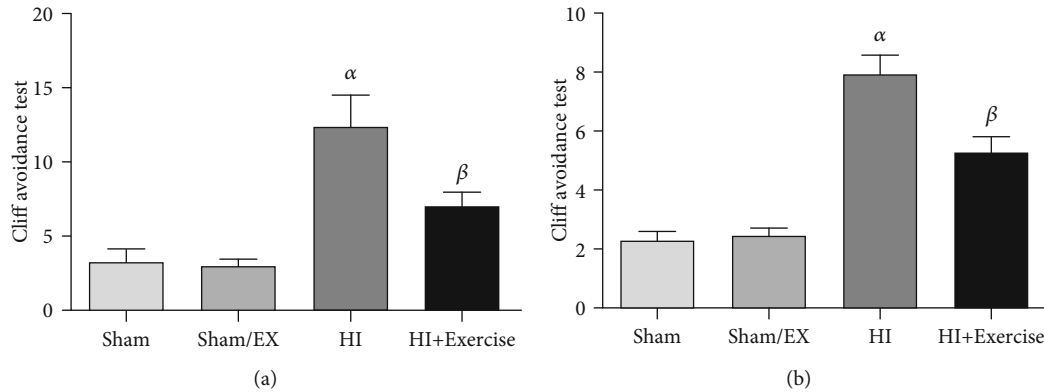 Cliff avoidance test
20
15
10
5
0
α
β
Sham
Sham/EX
HI
HI+Exercise
(a)
Cliff avoidance test
10
8
6
4
2
0
α
β
Sham
Sham/EX
HI
HI+Exercise
(b)